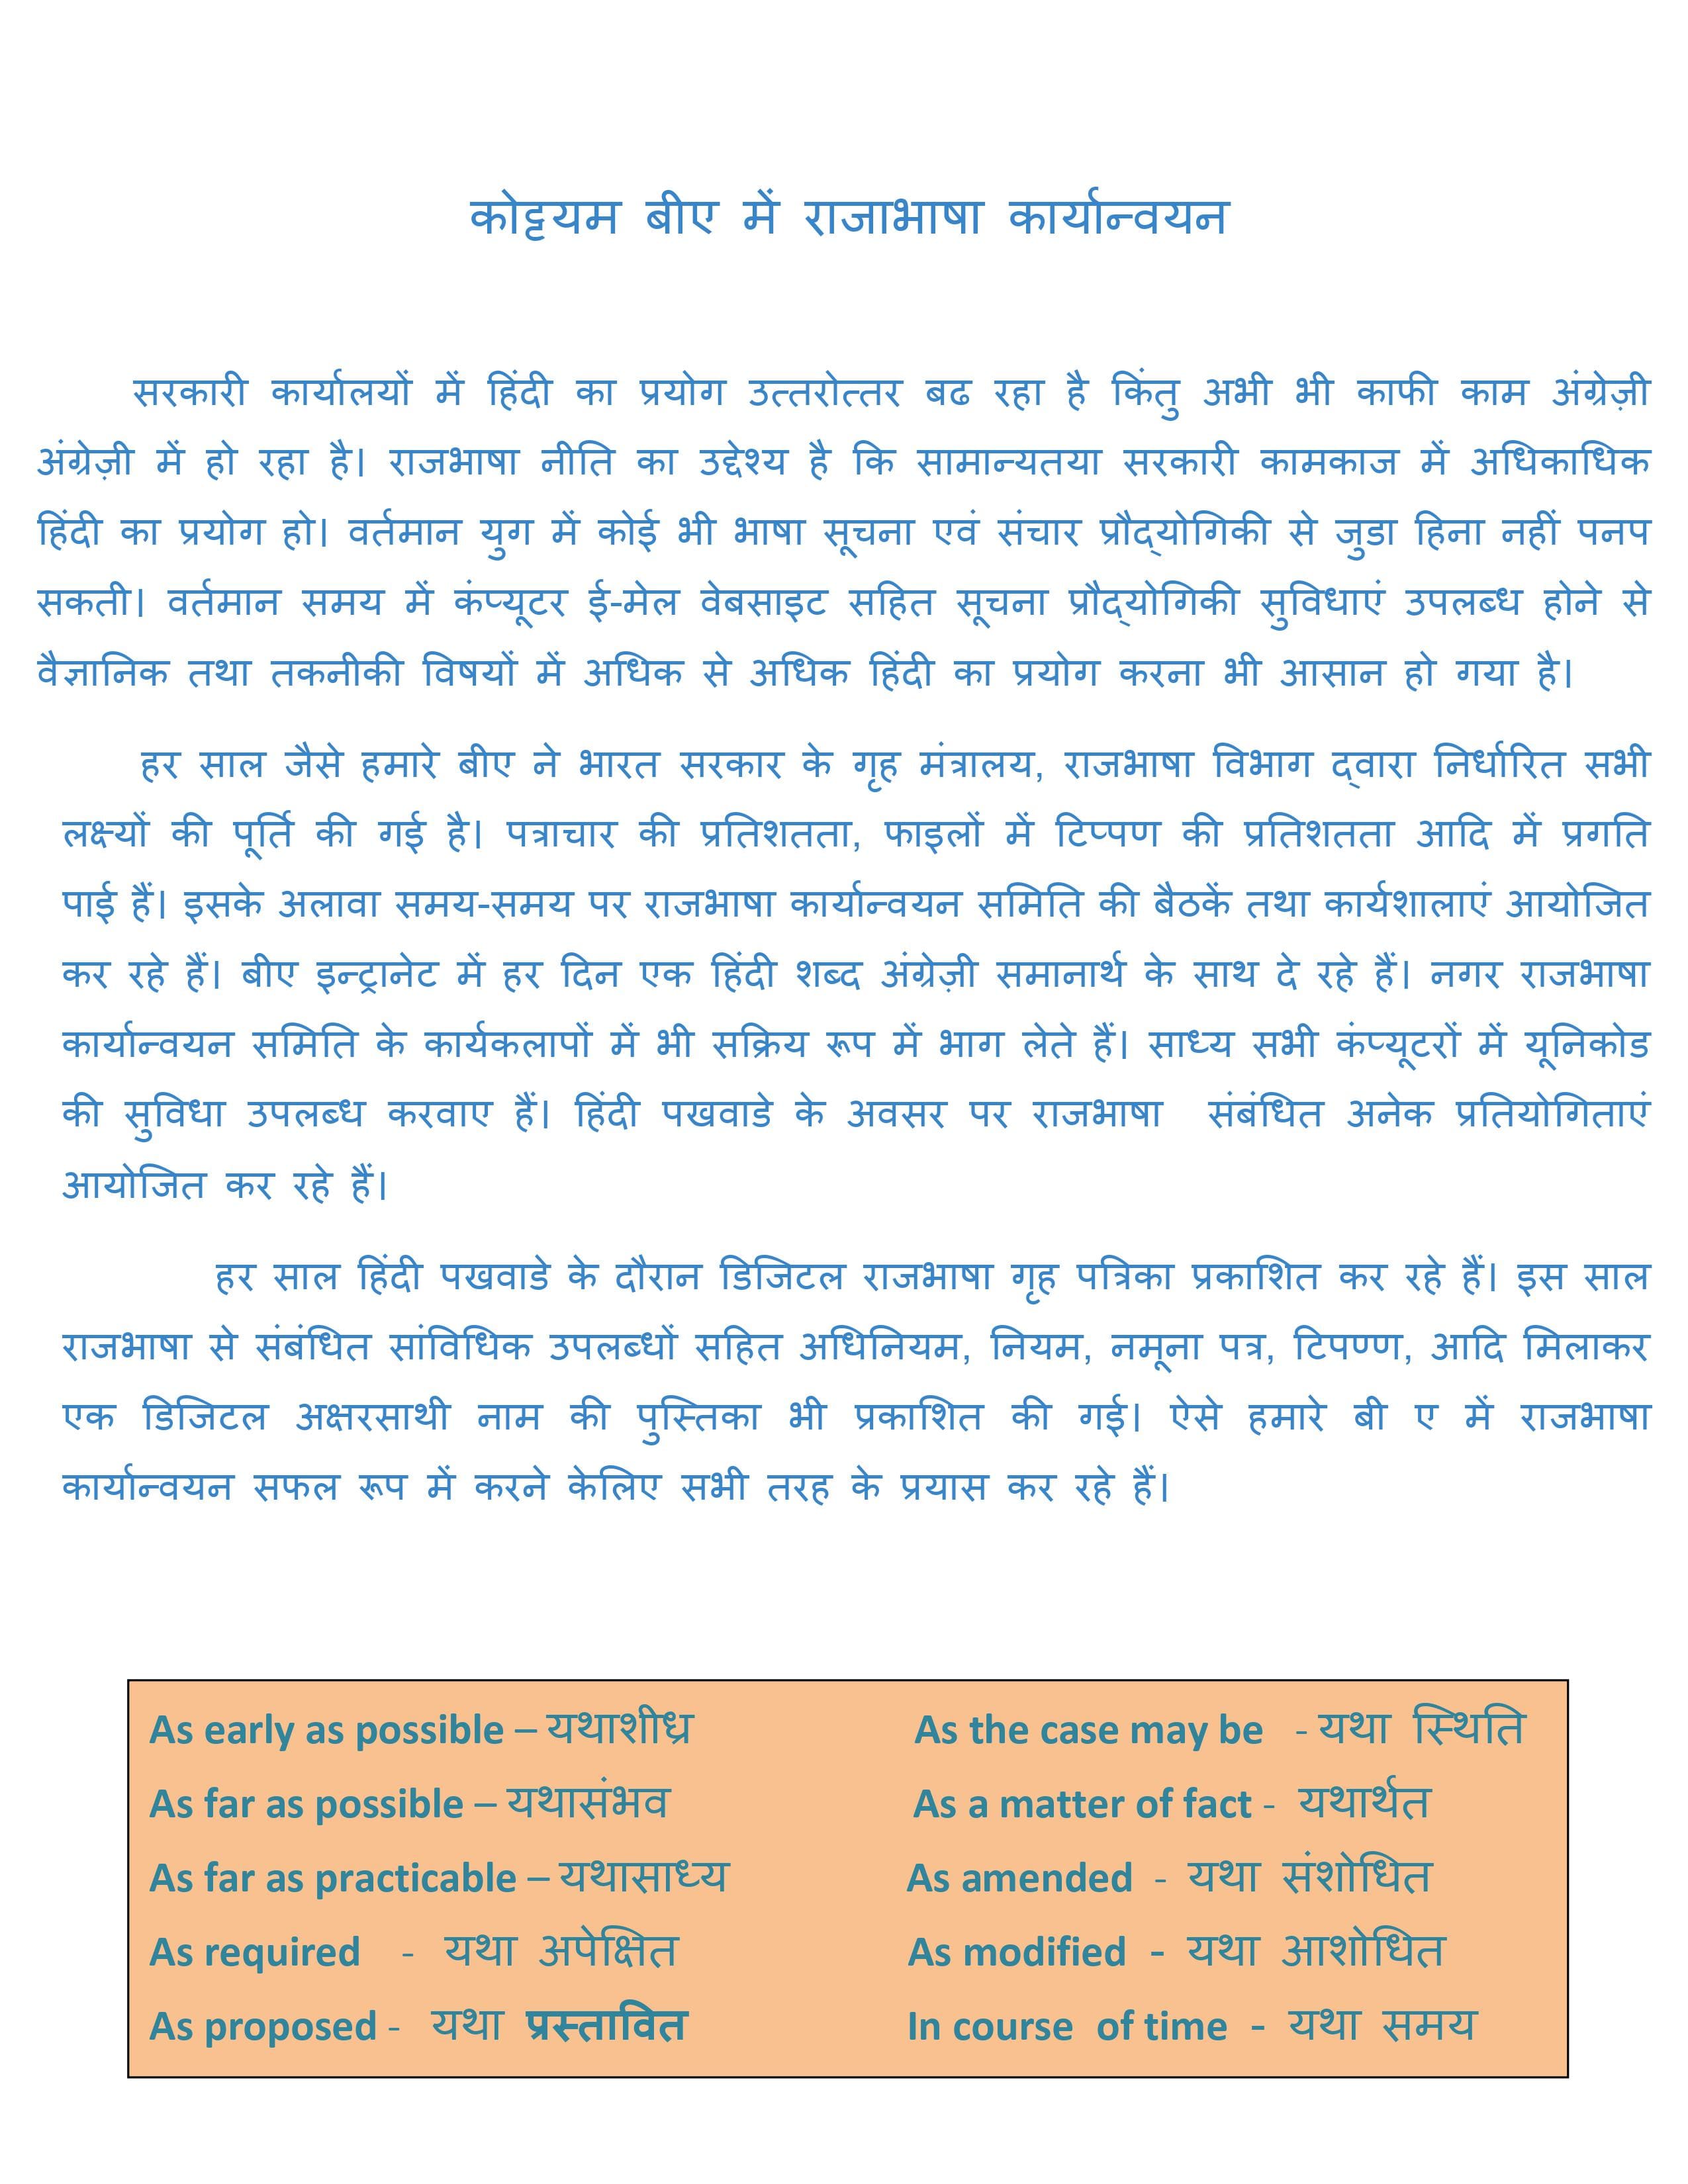 कोट्टयम बीए में राजाभाषा कार्यान्वयन
सरकारी कार्यालयों में हिंदी का प्रयोग उत्तरोत्तर बढ रहा है किंतु अभी भी काफी काम अंग्रेज़ी
अंग्रेज़ी में हो रहा है। राजभाषा नीति का उद्देश्य है कि सामान्यतया सरकारी कामकाज में अधिकाधिक
हिंदी का प्रयोग हो। वर्तमान युग में कोई भी भाषा सूचना एवं संचार प्रौद्योगिकी से जुडा हिना नहीं पनप
सकती। वर्तमान समय में कंप्यूटर ई-मेल वेबसाइट सहित सूचना प्रौद्योगिकी सुविधाएं उपलब्ध होने से
वैज्ञानिक तथा तकनीकी विषयों में अधिक से अधिक हिंदी का प्रयोग करना भी आसान हो गया है।
हर साल जैसे हमारे बीए ने भारत सरकार के गृह मंत्रालय, राजभाषा विभाग द्वारा निर्धारित सभी
लक्ष्यों की पूर्ति की गई है। पत्राचार की प्रतिशतता, फाइलों में टिप्पण की प्रतिशतता आदि में प्रगति
पाई हैं। इसके अलावा समय-समय पर राजभाषा कार्यान्वयन समिति की बैठकें तथा कार्यशालाएं आयोजित
कर रहे हैं। बीए इन्ट्रानेट में हर दिन एक हिंदी शब्द अंग्रेज़ी समानार्थ के साथ दे रहे हैं। नगर राजभाषा
कार्यान्वयन समिति के कार्यकलापों में भी सक्रिय रूप में भाग लेते हैं। साध्य सभी कंप्यूटरों में यूनिकोड
की सुविधा उपलब्ध करवाए हैं। हिंदी पखवाडे के अवसर पर राजभाषा संबंधित अनेक प्रतियोगिताएं
आयोजित कर रहे हैं।
हर साल हिंदी पखवाडे के दौरान डिजिटल राजभाषा गृह पत्रिका प्रकाशित कर रहे हैं। इस साल
राजभाषा से संबंधित सांविधिक उपलब्धों सहित अधिनियम, नियम, नमूना पत्र, टिपण्ण, आदि मिलाकर
एक डिजिटल अक्षरसाथी नाम की पुस्तिका भी प्रकाशित की गई। ऐसे हमारे बी ए में राजभाषा
कार्यान्वयन सफल रूप में करने केलिए सभी तरह के प्रयास कर रहे हैं।
As early as possible – यथाशीध्र As the case may be - यथा स्थिति
As far as possible – यथासंभव As a matter of fact - यथार्थत
As far as practicable – यथासाध्य As amended - यथा संशोधित
As required - यथा अपेक्षित As modified - यथा आशोधित
As proposed - यथा प्रस्तावित In course of time - यथा समय